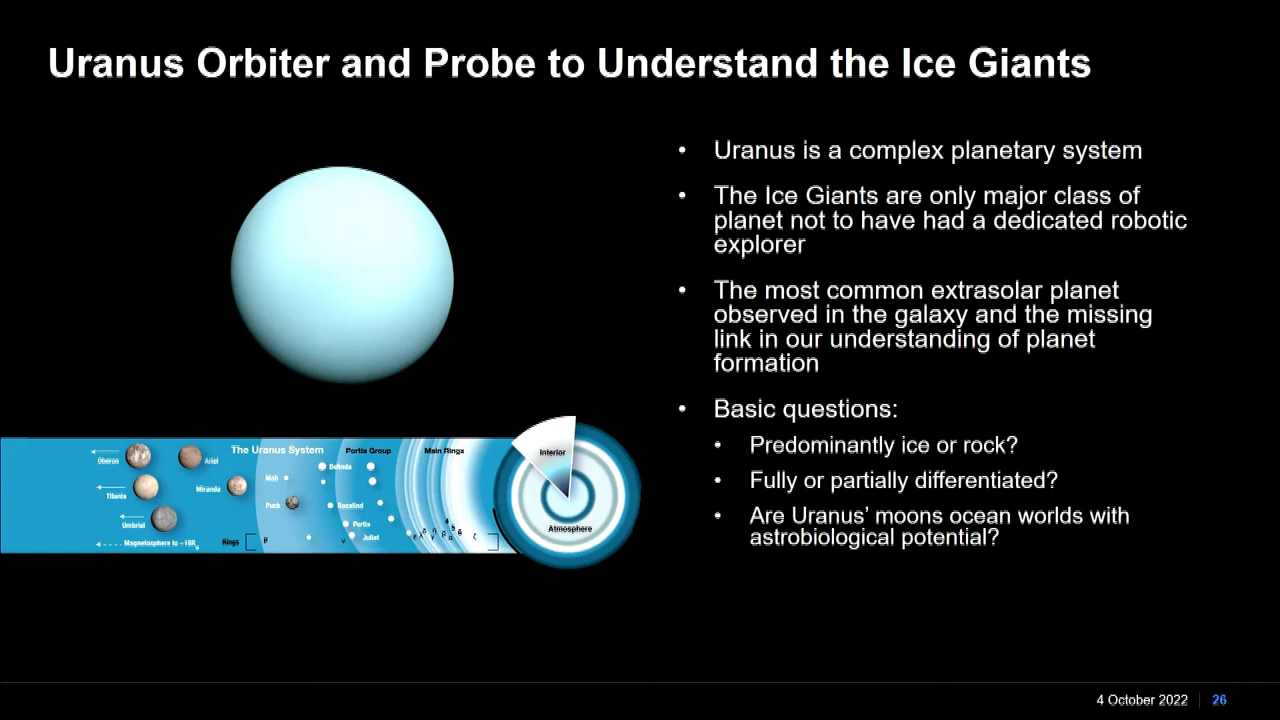 Uranus Orbiter and Probe to Understand the Ice Giants
• Uranus is a complex planetary system
• The Ice Giants are only major class of
planet not to have had a dedicated robotic
explorer
• The most common extrasolar planet
observed in the galaxy and the missing
link in our understanding of planet
formation
• Basic questions:
• Predominantly ice or rock?
• Fully or partially differentiated?
• Are Uranus’ moons ocean worlds with
astrobiological potential?
The Uranus System
Portia Group
Main Rings
Interior
Atmosphere
Oberon
Ariel
Titania
Miranda
Umbriel
Magnetosphere to ~18R
Rings
Mab
Puck
Belinda
Rosalind
Portia
Juliet
μ
ν
ζ
4 October 2022
26